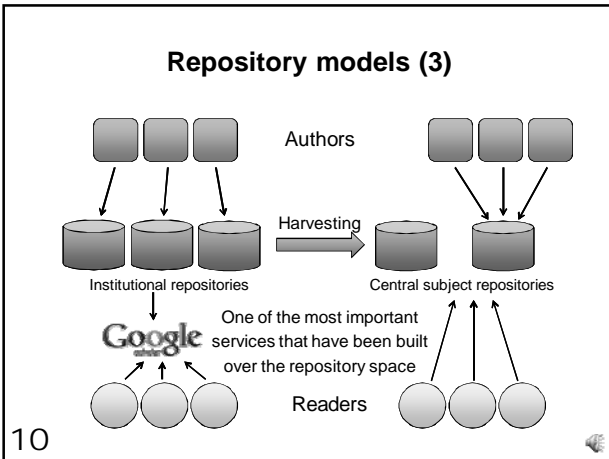 Repository models (3)
Authors
Harvesting
Institutional repositories
Central subject repositories
Google
One of the most important
services that have been built
over the repository space
Readers
10